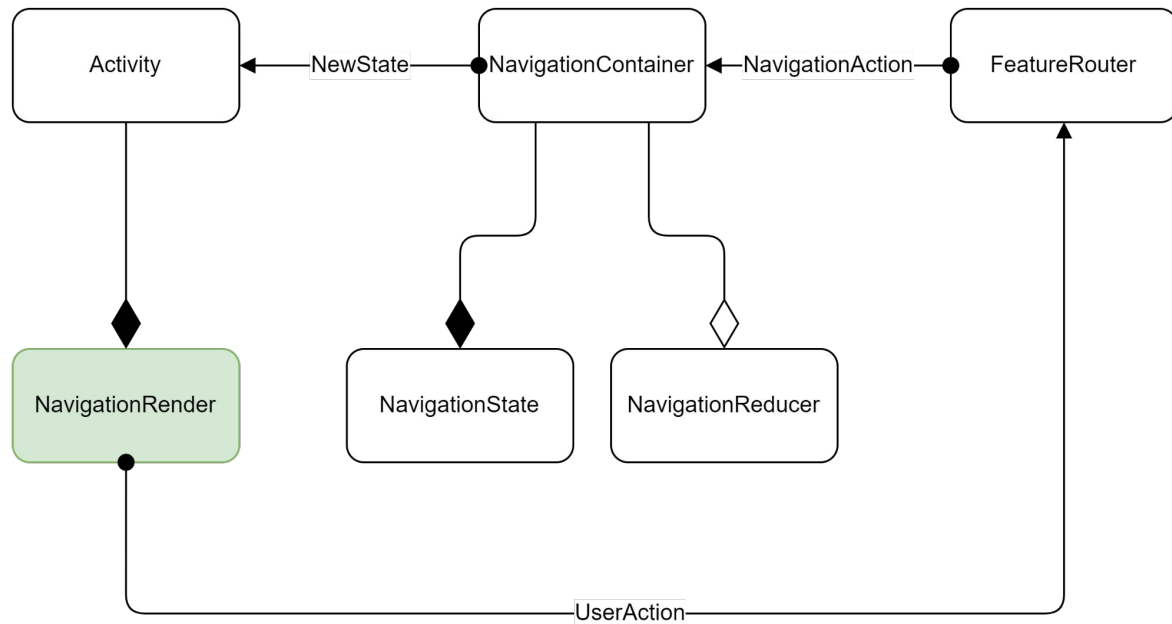 Activity
NewState
NavigationContainer
NavigationAction
FeatureRouter
NavigationRender
NavigationState
NavigationReducer
UserAction